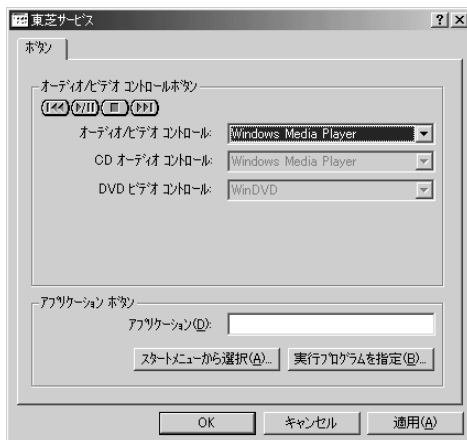 東芝サービス
ボタン
オーディオ/ビデオ コントロールボタン
オーディオ/ビデオ コントロール: Windows Media Player
CD オーディオ コントロール: Windows Media Player
DVD ビデオ コントロール: WinDVD
アプリケーション ボタン
アプリケーション(D):
スタートメニューから選択(A)... 実行プログラムを指定(B)...
OK キャンセル 適用(A)